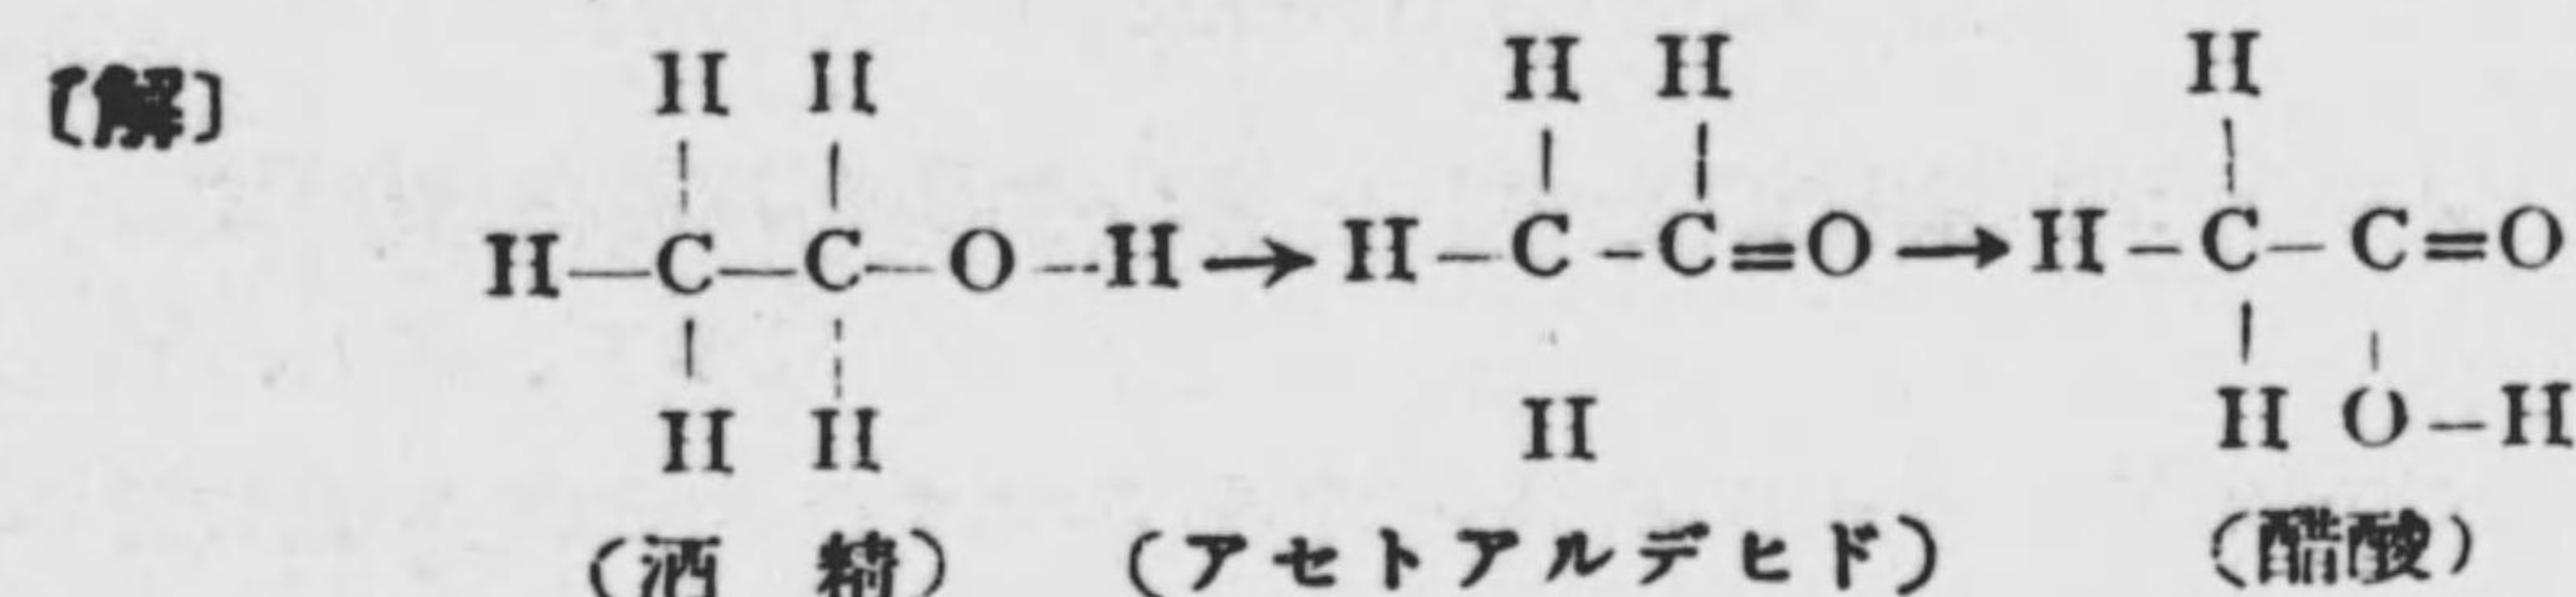 〔解〕
H H H H H
H—C—C—O—H→H—C—C=O→H—C—C=O
H H H H O—H
(酒精) (アセトアルデヒド) (醋酸)